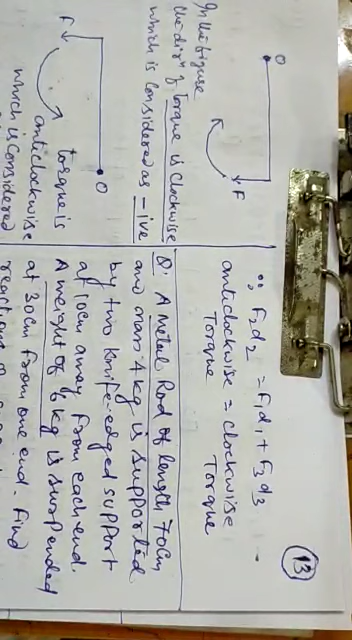 13
∴ F2d2 = F1d1 + F3d3
anticlockwise = clockwise
Torque Torque
Q: A metal Rod of length 70cm
and mass 4 kg is supported
by two knife-edged support
at 10cm away from each end.
A weight of 6 kg is suspended
at 30cm from one end. Find
O
F
In the
the dirn of torque is clockwise
which is considered as -ive
F
O
torque is
anticlockwise
which is considered